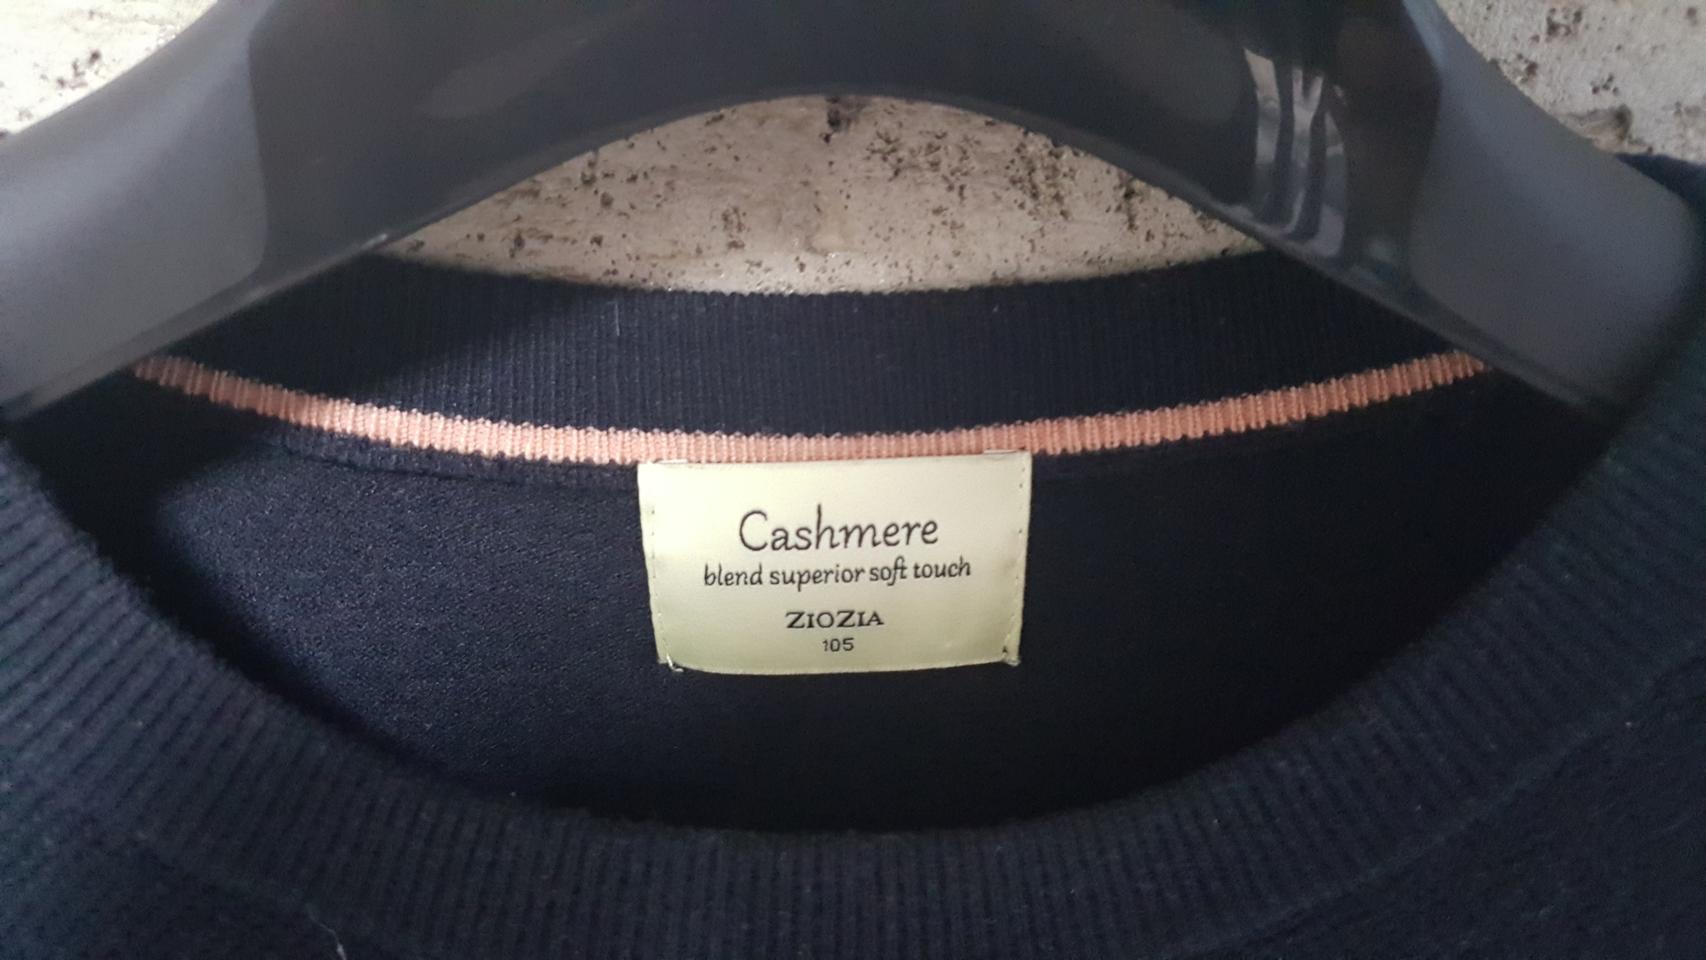 Cashmere
blend superior soft touch
ZIOZIA
105